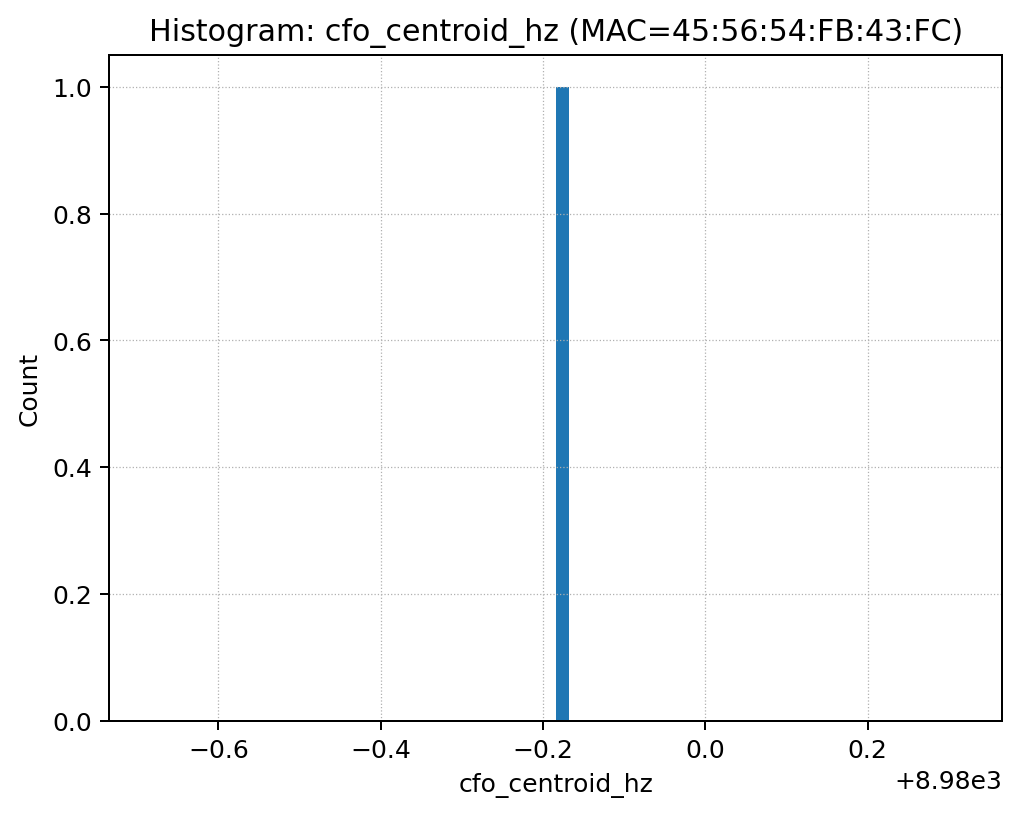 Histogram: cfo_centroid_hz (MAC=45:56:54:FB:43:FC)
Count
1.0
0.8
0.6
0.4
0.2
0.0
−0.6
−0.4
−0.2
0.0
0.2
cfo_centroid_hz
+8.98e3